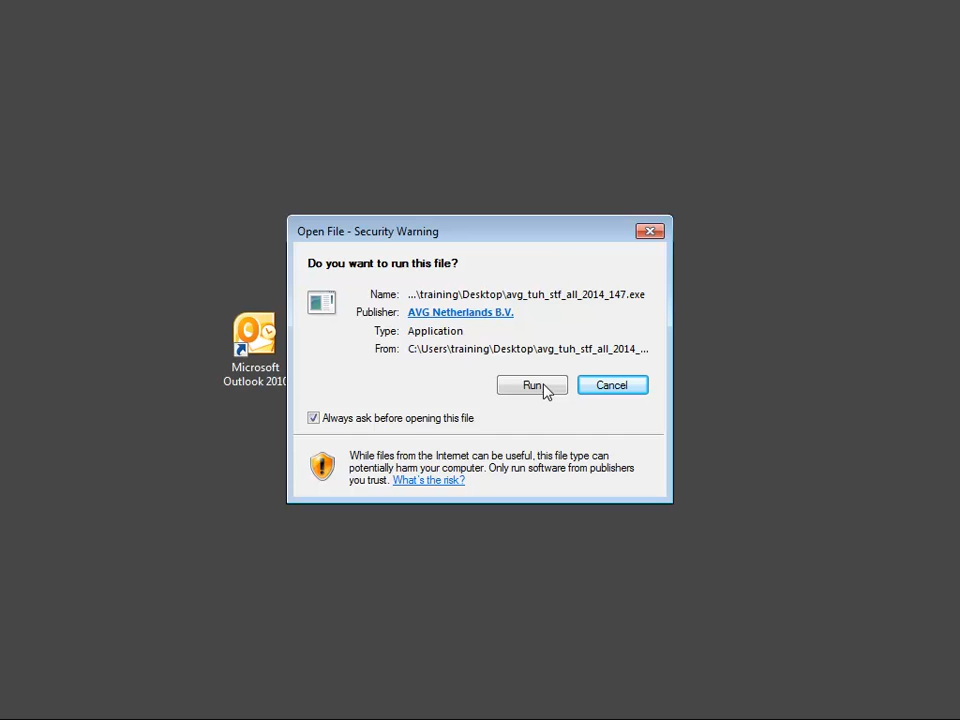 Open File - Security Warning
Do you want to run this file?
Name: ...\training\Desktop\avg_tuh_stf_all_2014_147.exe
Publisher: AVG Netherlands B.V.
Type: Application
From: C:\Users\training\Desktop\avg_tuh_stf_all_2014_...
Run
Cancel
Always ask before opening this file
While files from the Internet can be useful, this file type can
potentially harm your computer. Only run software from publishers
you trust. What's the risk?
Microsoft
Outlook 2010